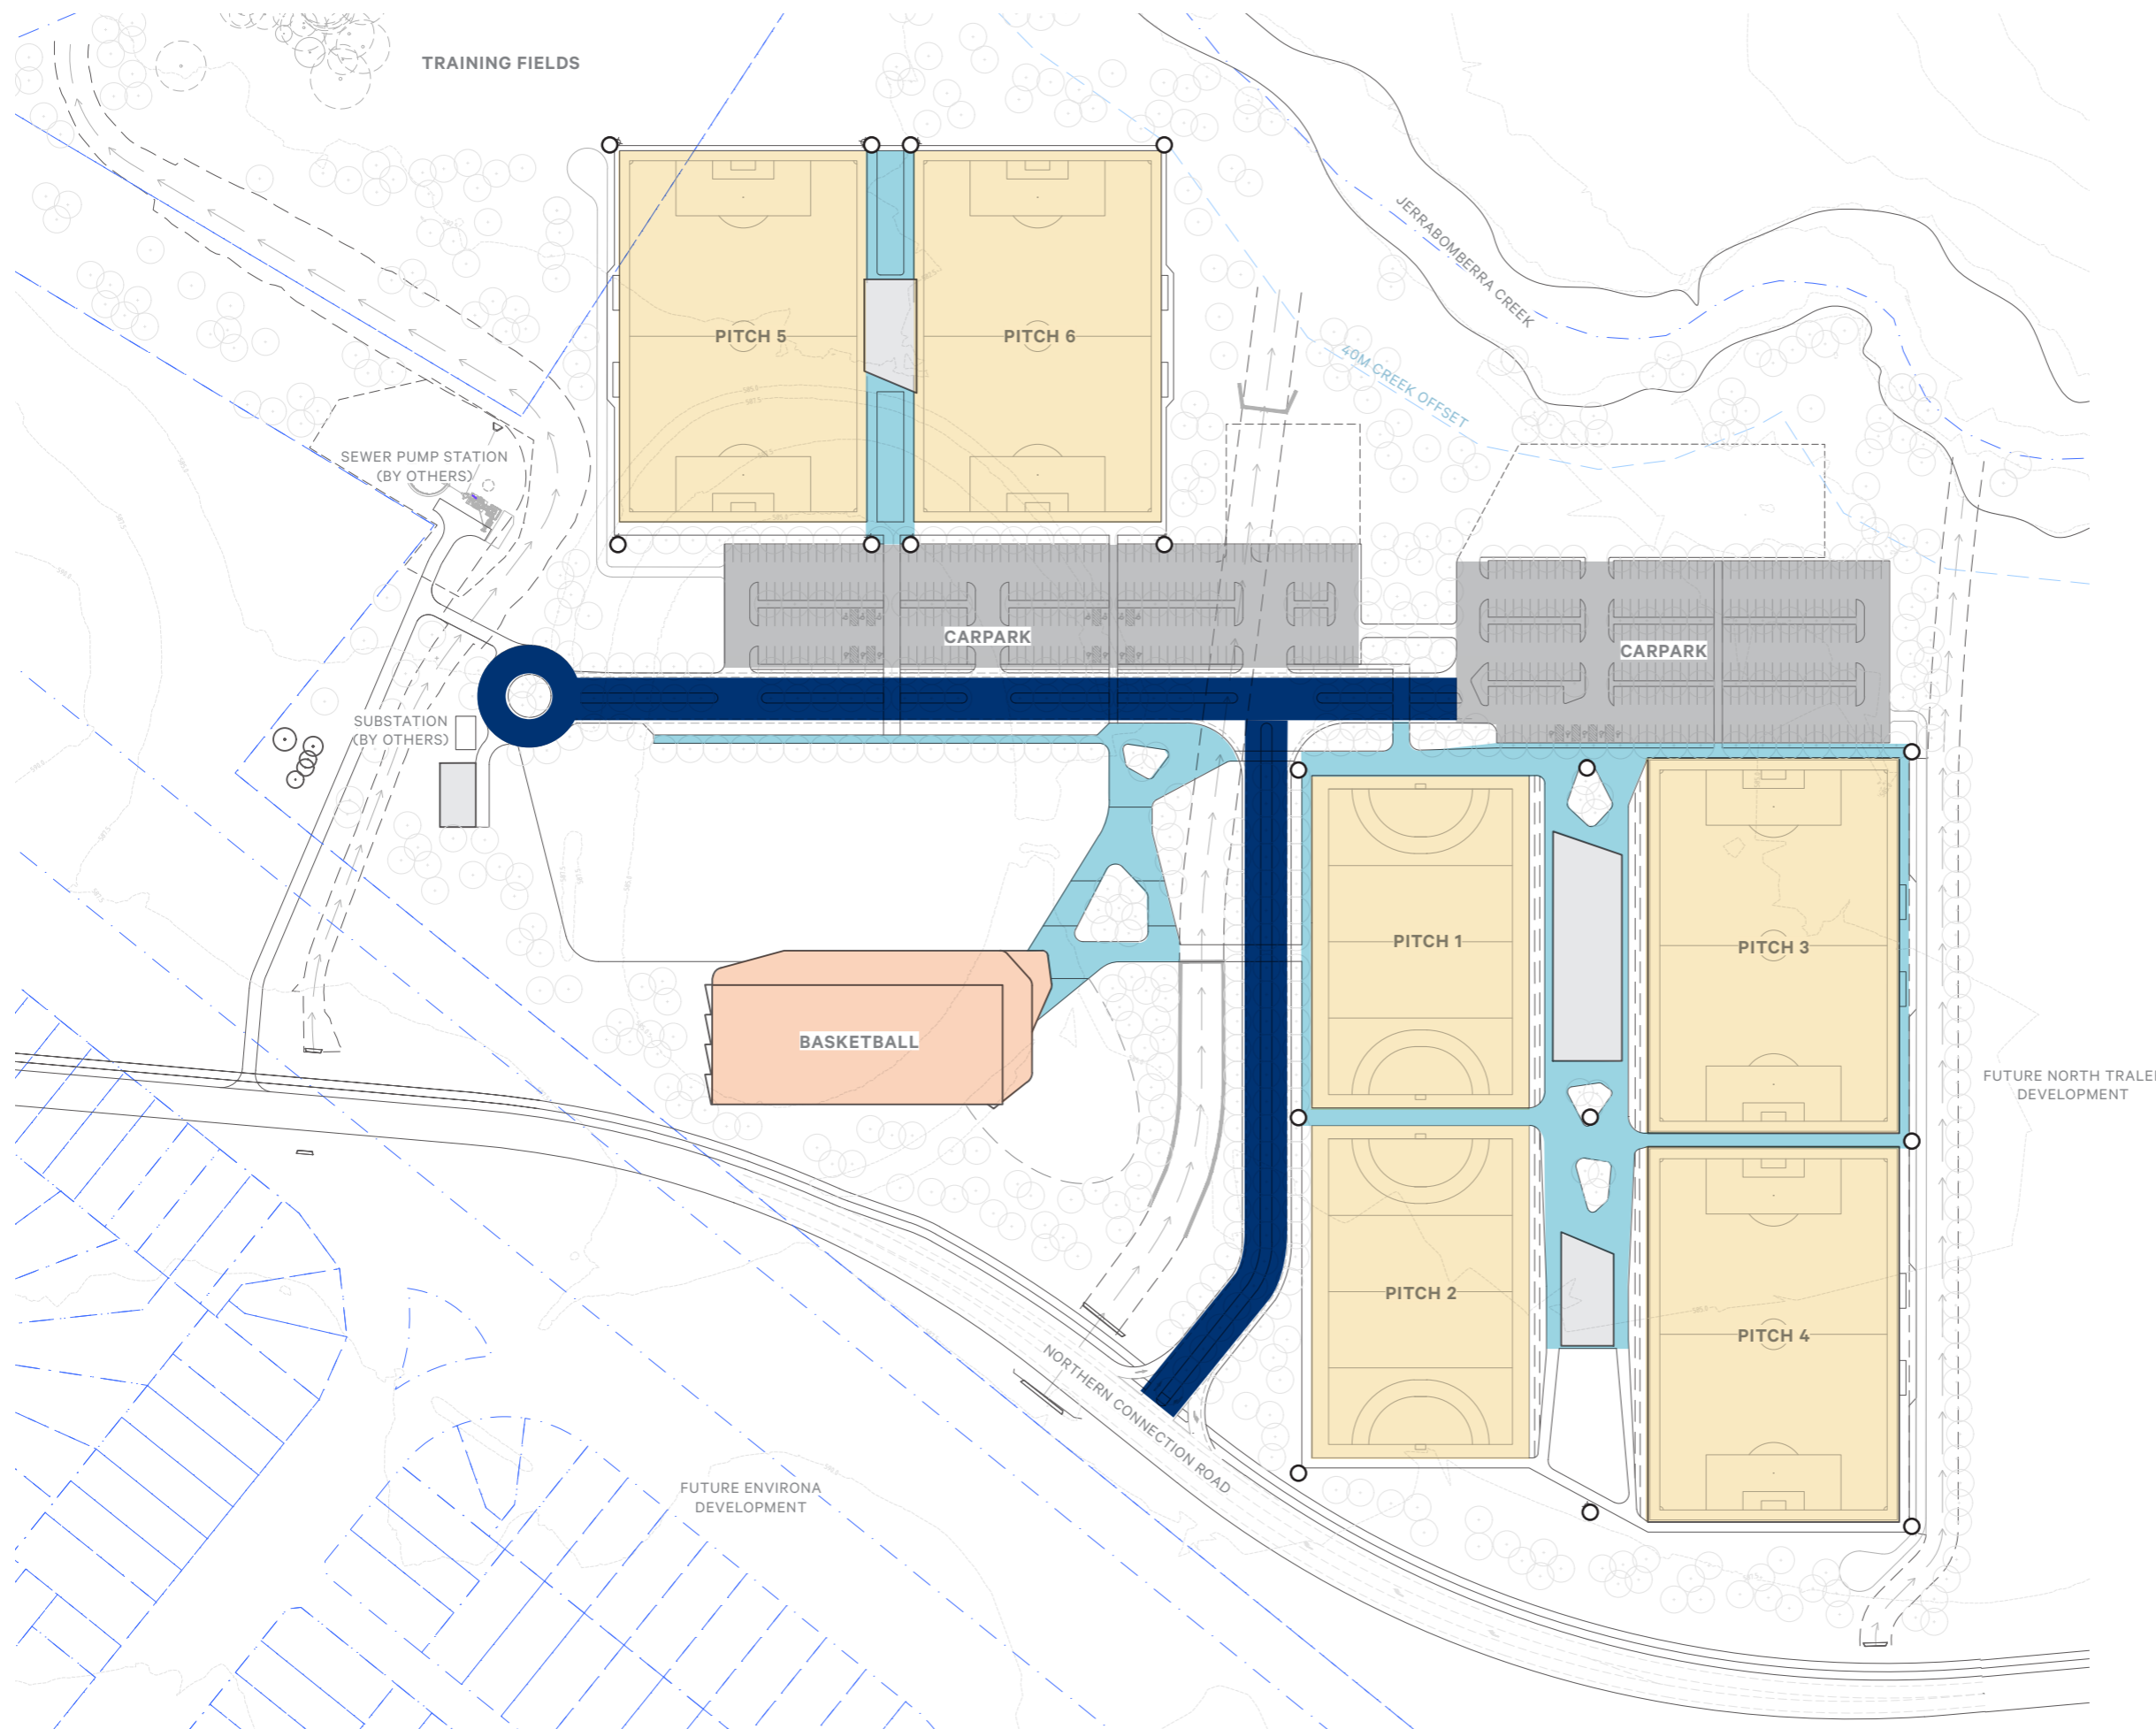 TRAINING FIELDS
JERRABOMBERRA CREEK
PITCH 5
PITCH 6
40M CREEK OFFSET
SEWER PUMP STATION
(BY OTHERS)
CARPARK
CARPARK
SUBSTATION
(BY OTHERS)
PITCH 1
PITCH 3
BASKETBALL
FUTURE NORTH TRALEE
DEVELOPMENT
PITCH 2
PITCH 4
NORTHERN CONNECTION ROAD
FUTURE ENVIRONA
DEVELOPMENT